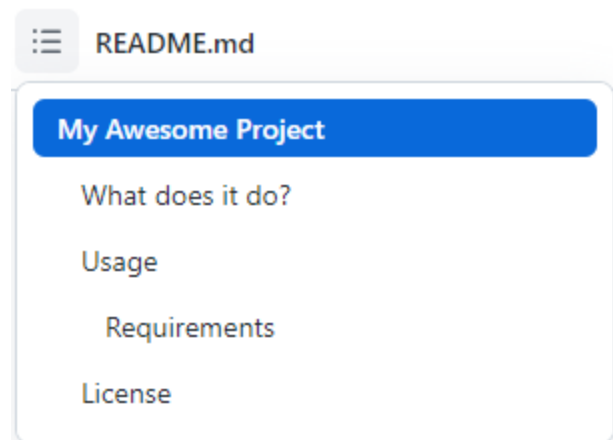 README.md
My Awesome Project
What does it do?
Usage
Requirements
License